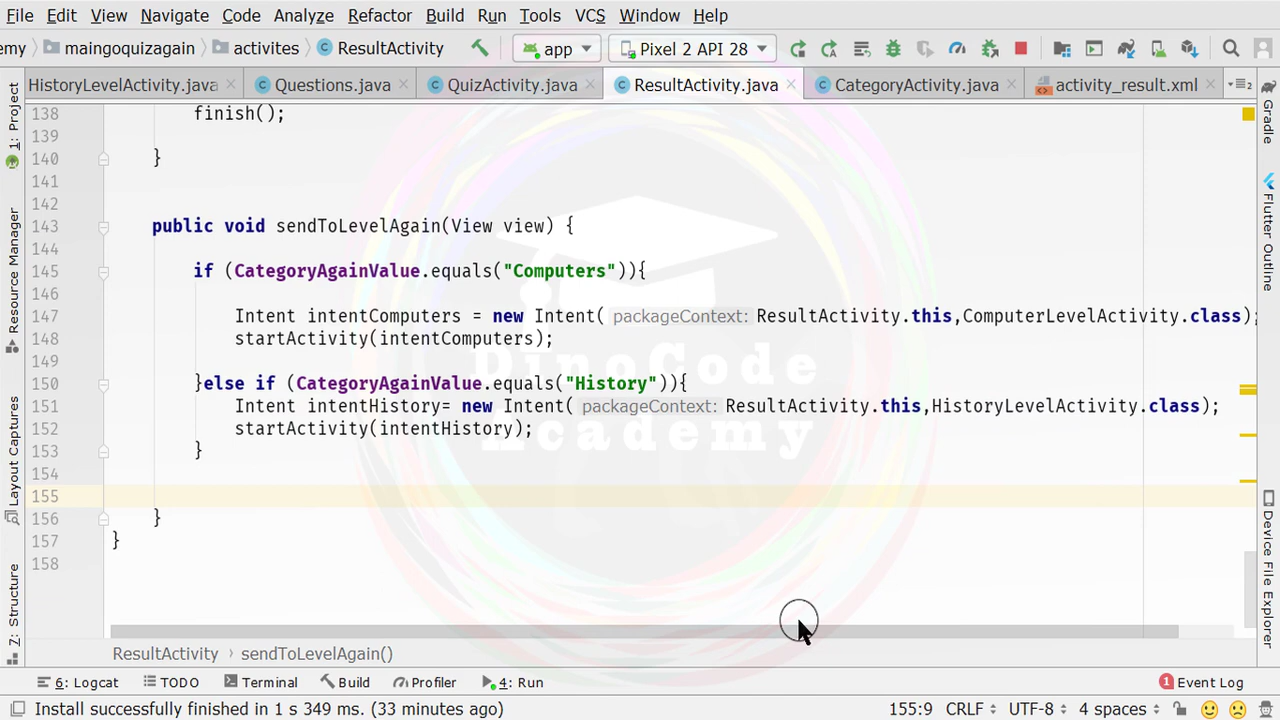 File Edit View Navigate Code Analyze Refactor Build Run Tools VCS Window Help
emy maingoquizagain activites ResultActivity app Pixel 2 API 28
HistoryLevelActivity.java Questions.java QuizActivity.java ResultActivity.java CategoryActivity.java activity_result.xml 2
138 finish();
139
140 }
141
142
143 public void sendToLevelAgain(View view) {
144
145 if (CategoryAgainValue.equals("Computers")){
146
147 Intent intentComputers = new Intent( packageContext: ResultActivity.this,ComputerLevelActivity.class);
148 startActivity(intentComputers);
149
150 }else if (CategoryAgainValue.equals("History")){
151 Intent intentHistory= new Intent( packageContext: ResultActivity.this,HistoryLevelActivity.class);
152 startActivity(intentHistory);
153 }
154
155
156 }
157 }
158
DinoCode
Academy
1: Project
Resource Manager
Layout Captures
Z: Structure
Gradle
Flutter Outline
Device File Explorer
ResultActivity sendToLevelAgain()
6: Logcat TODO Terminal Build Profiler 4: Run 1 Event Log
Install successfully finished in 1 s 349 ms. (33 minutes ago) 155:9 CRLF UTF-8 4 spaces